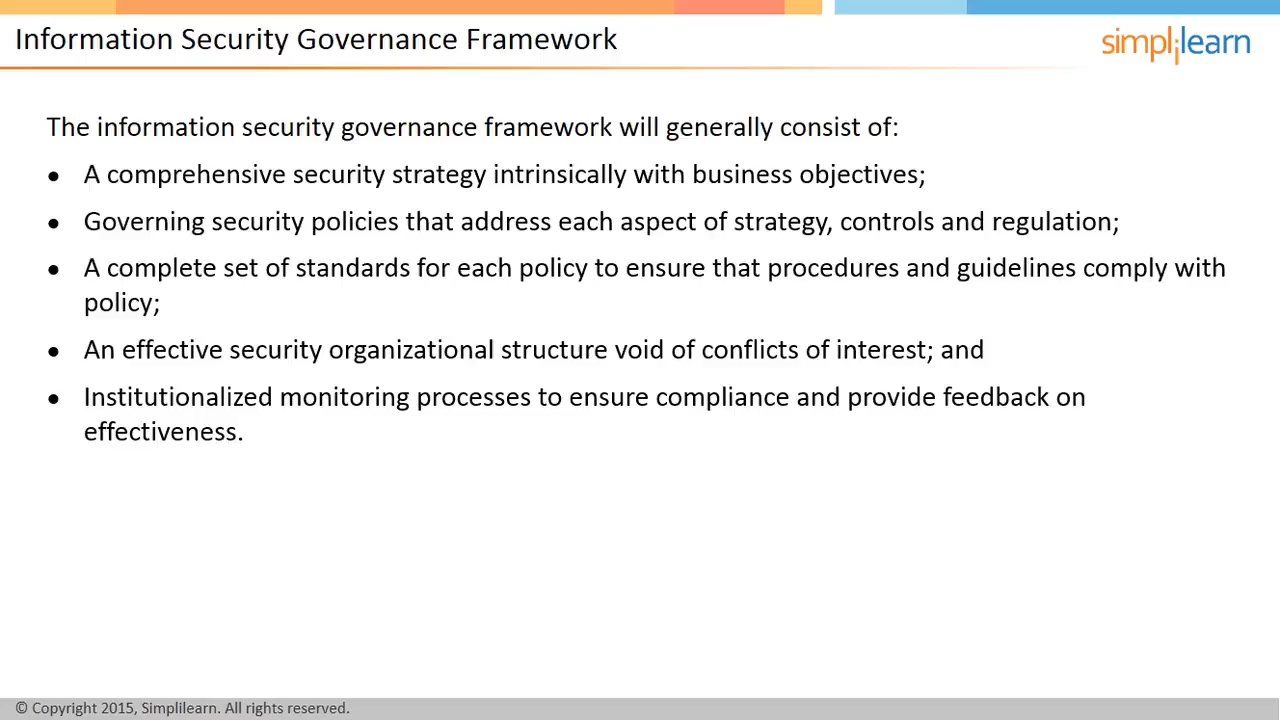 Information Security Governance Framework
simplilearn
The information security governance framework will generally consist of:
• A comprehensive security strategy intrinsically with business objectives;
• Governing security policies that address each aspect of strategy, controls and regulation;
• A complete set of standards for each policy to ensure that procedures and guidelines comply with
policy;
• An effective security organizational structure void of conflicts of interest; and
• Institutionalized monitoring processes to ensure compliance and provide feedback on
effectiveness.
© Copyright 2015, Simplilearn. All rights reserved.